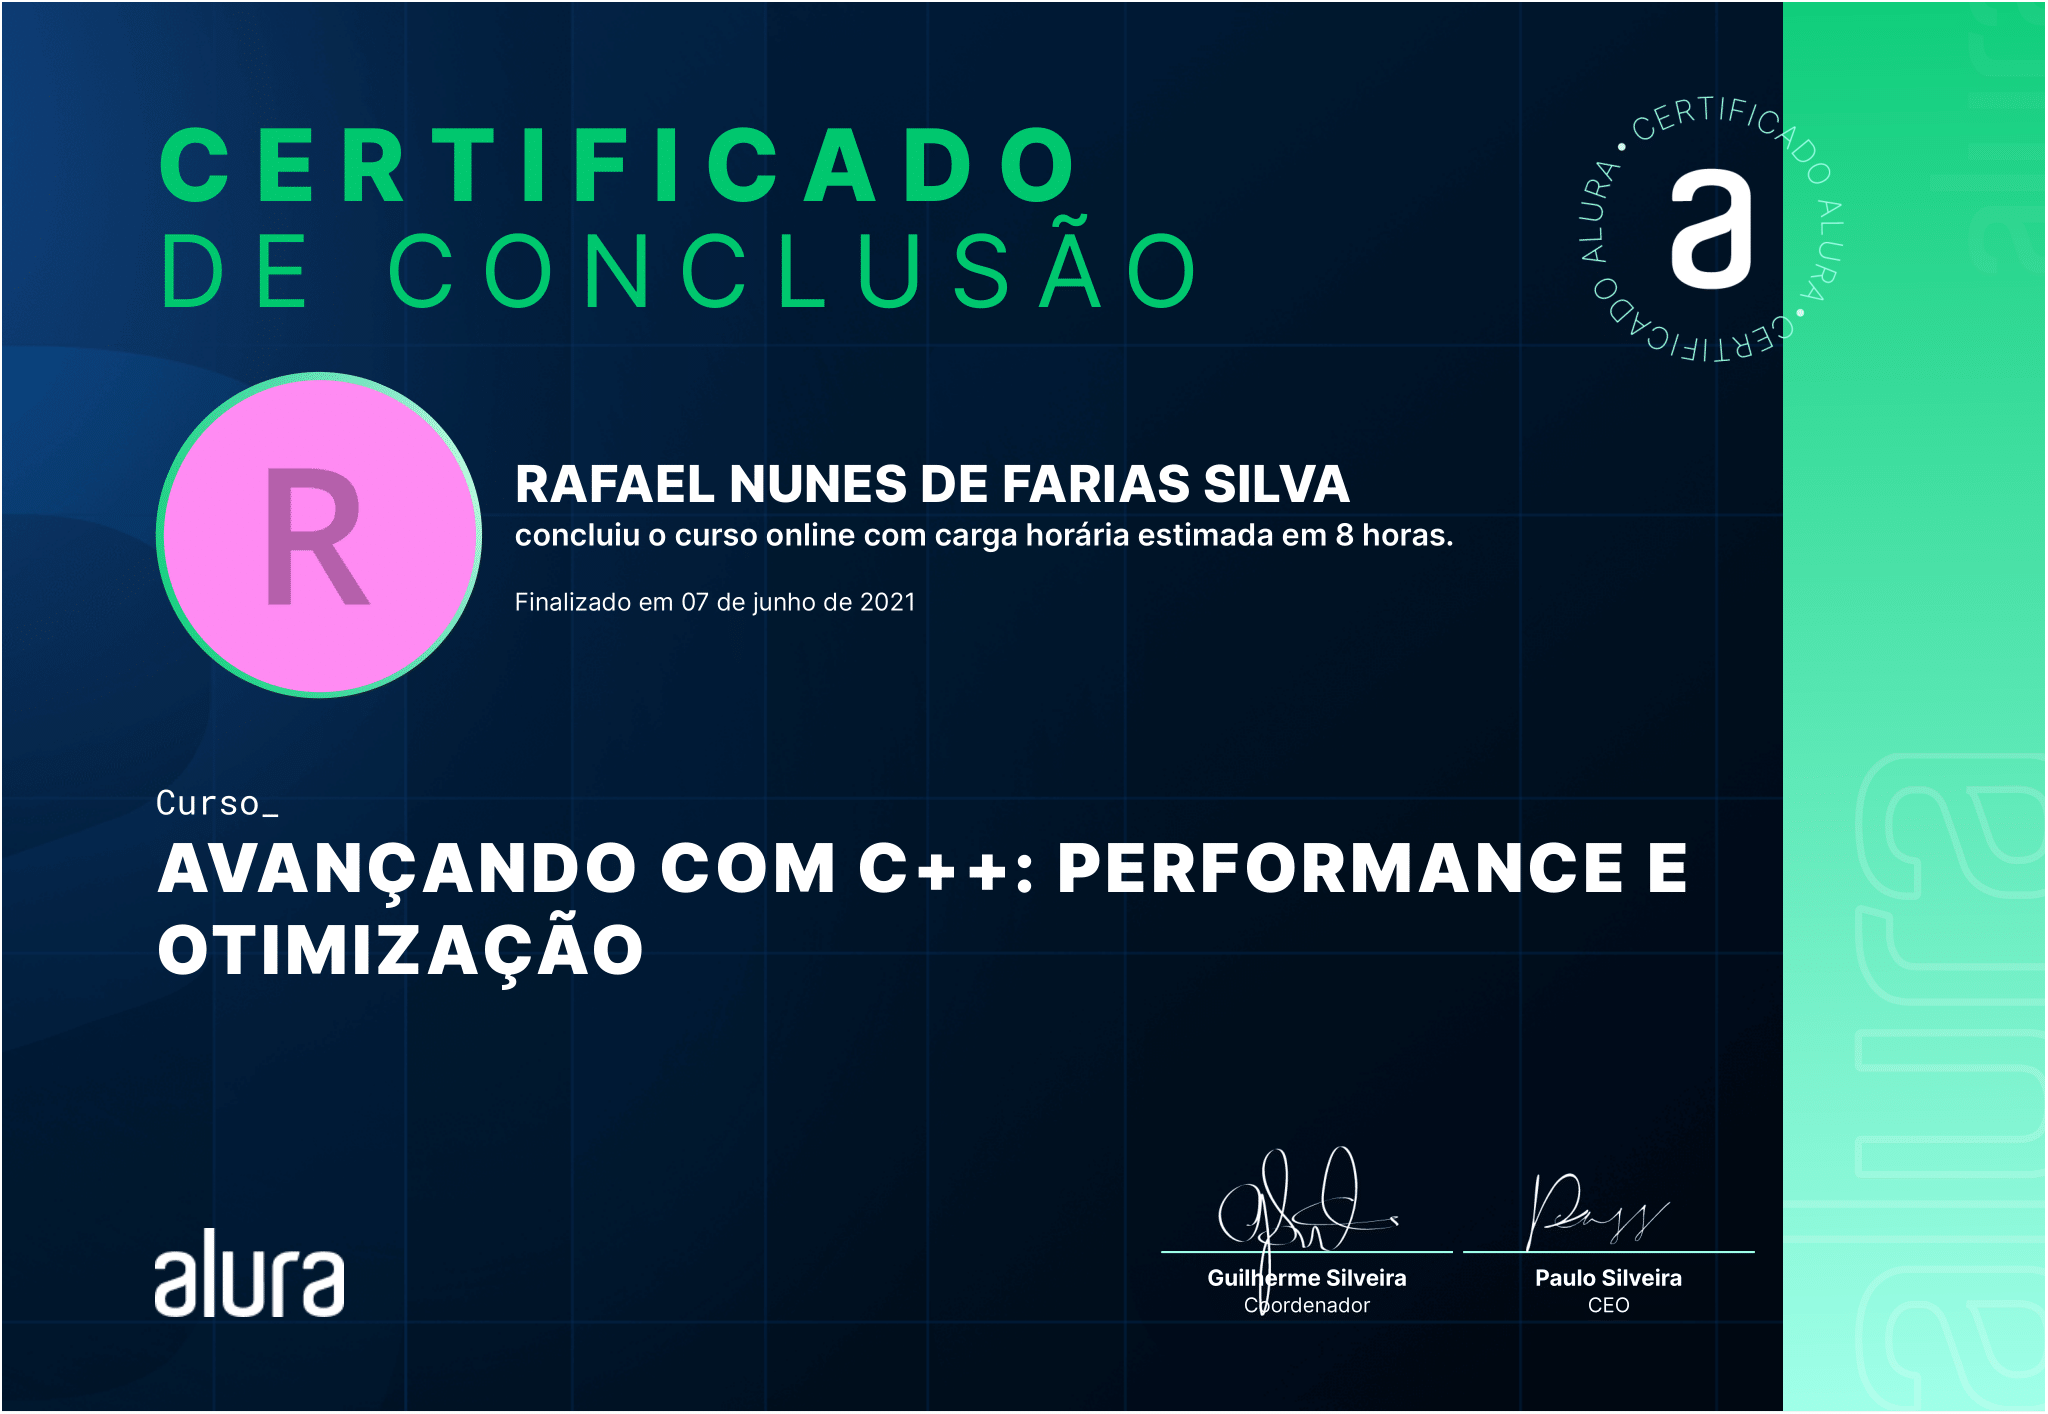 CERTIFICADO
DE CONCLUSÃO
CERTIFICADO ALURA • CERTIFICADO ALURA •
a
R
RAFAEL NUNES DE FARIAS SILVA
concluiu o curso online com carga horária estimada em 8 horas.
Finalizado em 07 de junho de 2021
Curso_
AVANÇANDO COM C++: PERFORMANCE E
OTIMIZAÇÃO
alura
Guilherme Silveira
Coordenador
Paulo Silveira
CEO
alura
alura